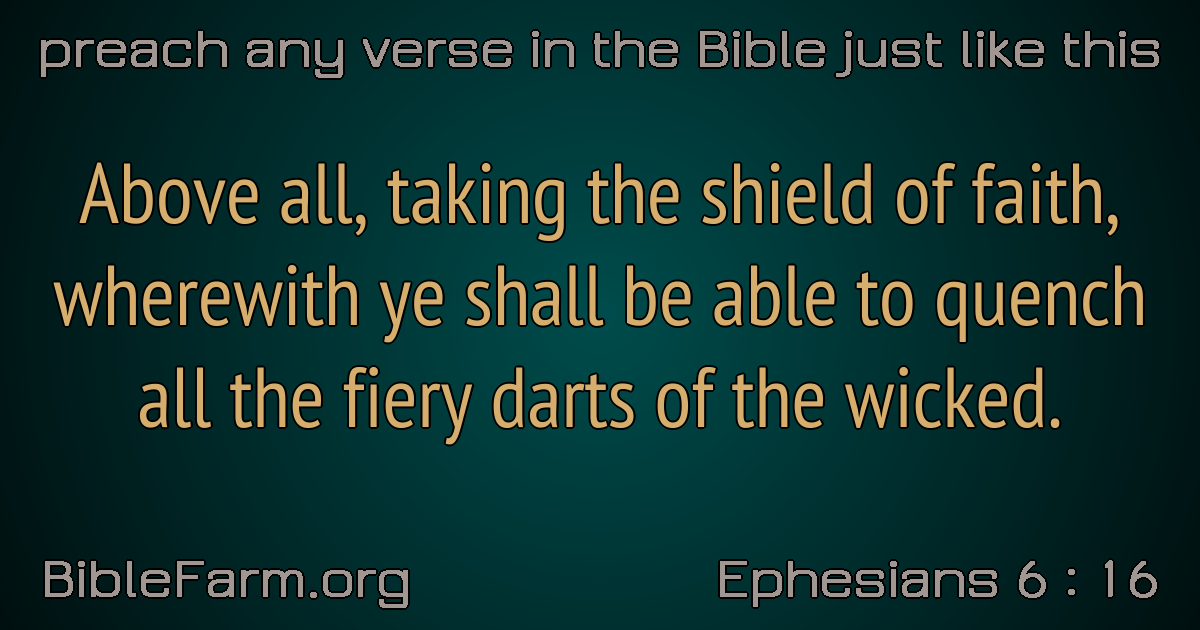 preach any verse in the Bible just like this
Above all, taking the shield of faith,
wherewith ye shall be able to quench
all the fiery darts of the wicked.
BibleFarm.org
Ephesians 6 : 16